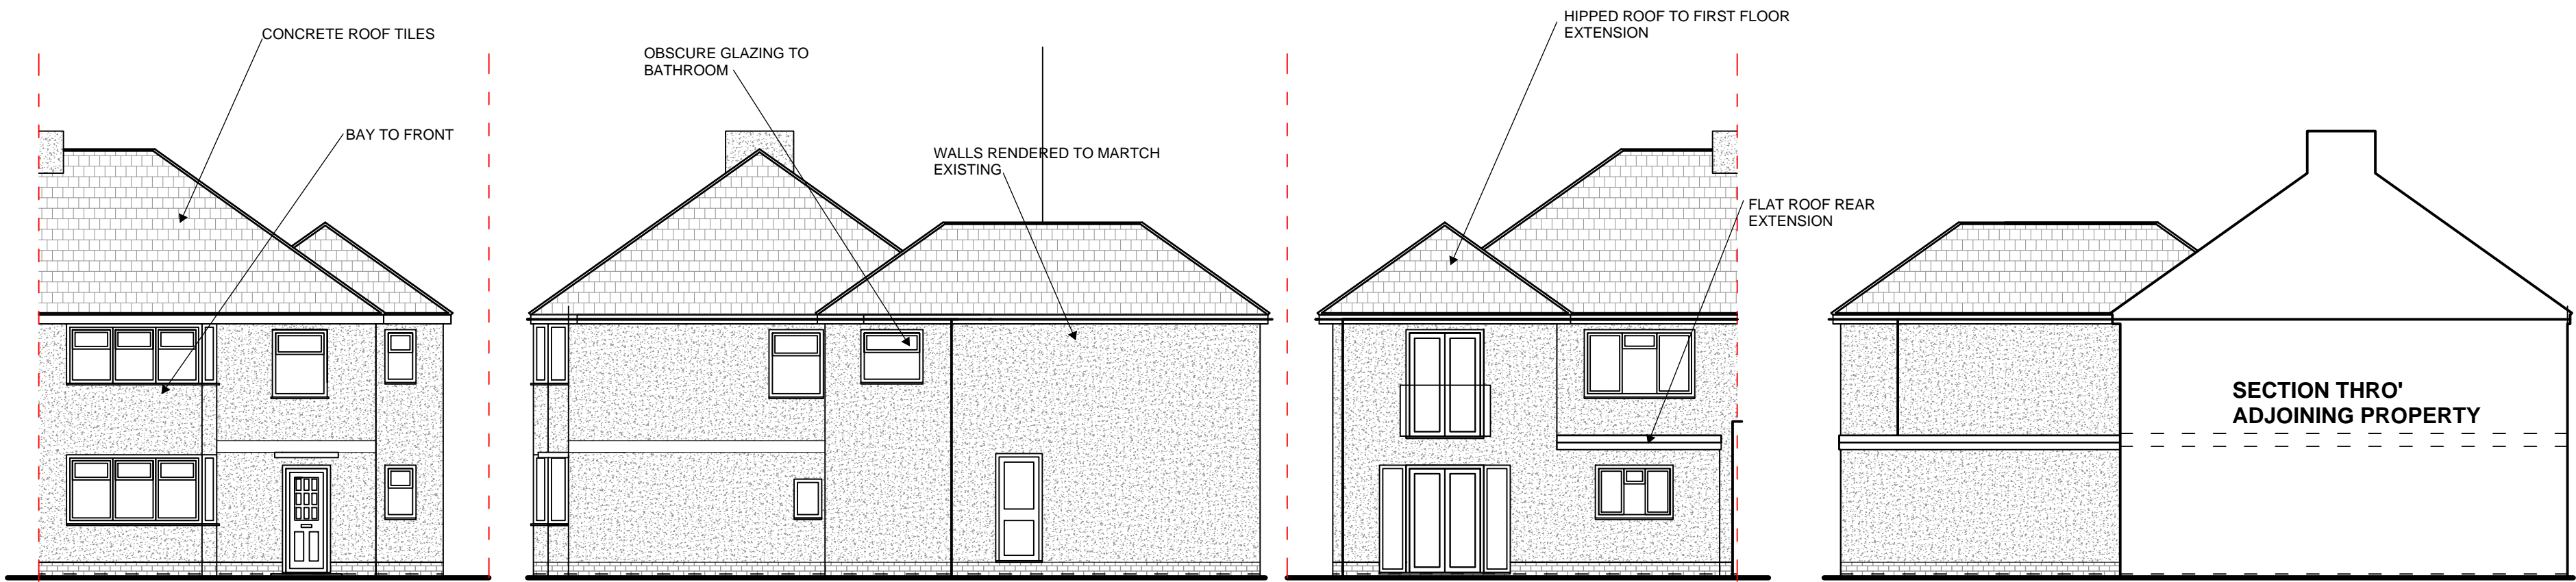 CONCRETE ROOF TILES
BAY TO FRONT
OBSCURE GLAZING TO
BATHROOM
WALLS RENDERED TO MARTCH
EXISTING
HIPPED ROOF TO FIRST FLOOR
EXTENSION
FLAT ROOF REAR
EXTENSION
SECTION THRO'
ADJOINING PROPERTY